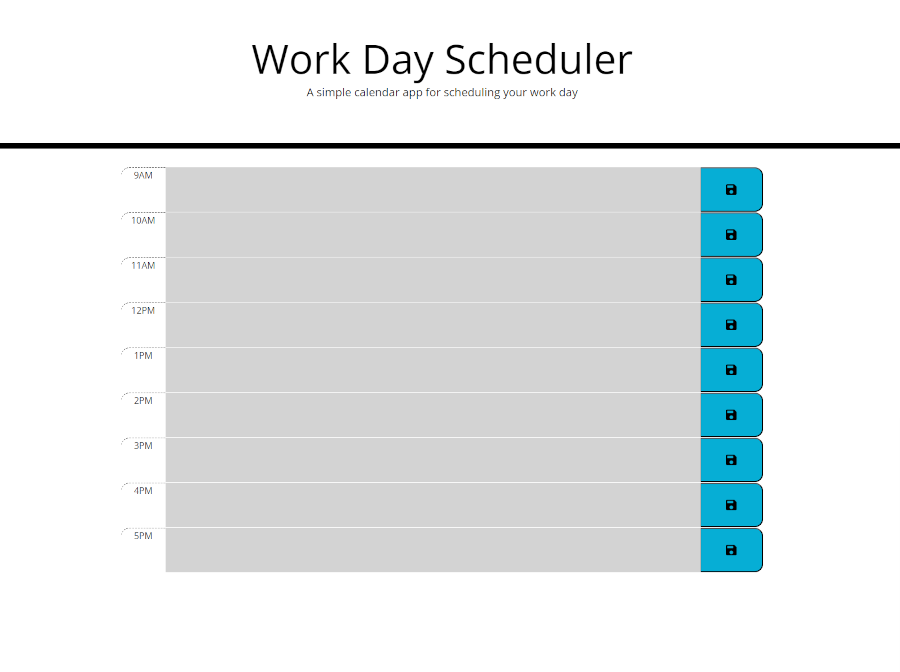 Work Day Scheduler
A simple calendar app for scheduling your work day
9AM
10AM
11AM
12PM
1PM
2PM
3PM
4PM
5PM